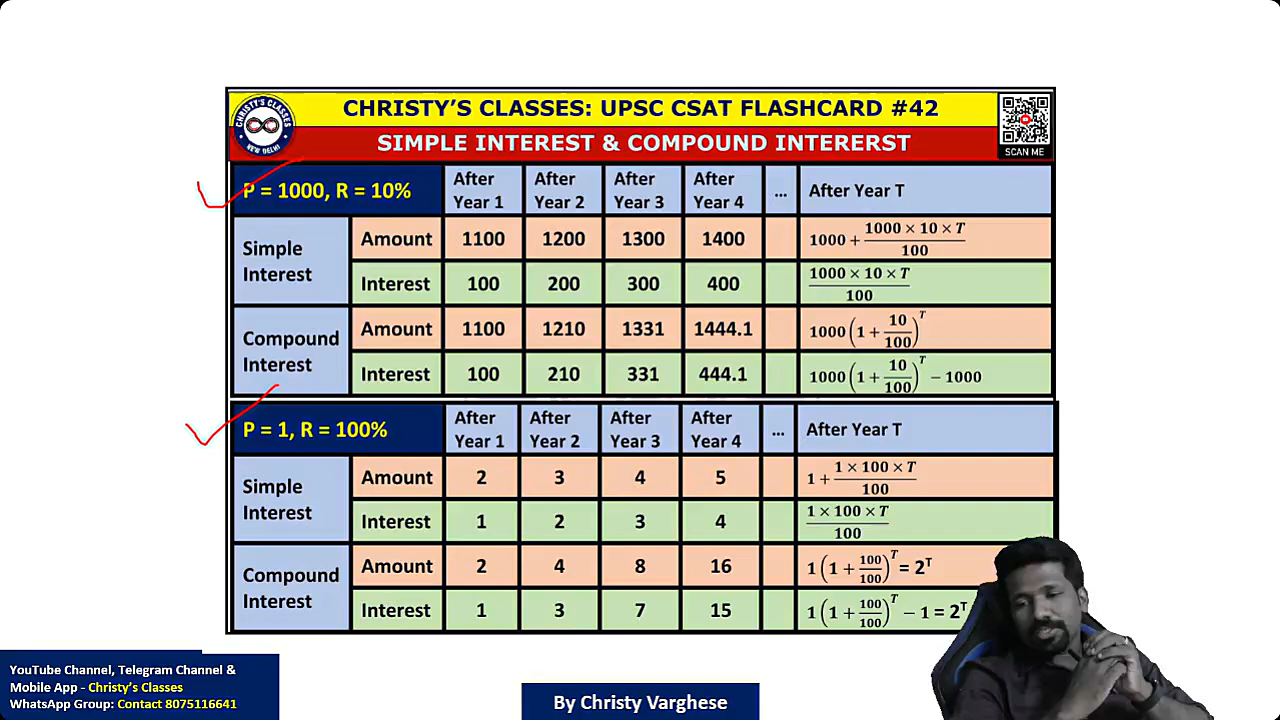 CHRISTY'S CLASSES
NEW DELHI
CHRISTY'S CLASSES: UPSC CSAT FLASHCARD #42
SIMPLE INTEREST & COMPOUND INTERERST
SCAN ME
P = 1000, R = 10% After Year 1 After Year 2 After Year 3 After Year 4 ... After Year T
Simple Interest Amount 1100 1200 1300 1400 1000 + (1000 × 10 × T)/100
Interest 100 200 300 400 (1000 × 10 × T)/100
Compound Interest Amount 1100 1210 1331 1444.1 1000 (1 + 10/100)^T
Interest 100 210 331 444.1 1000 (1 + 10/100)^T − 1000
P = 1, R = 100% After Year 1 After Year 2 After Year 3 After Year 4 ... After Year T
Simple Interest Amount 2 3 4 5 1 + (1 × 100 × T)/100
Interest 1 2 3 4 (1 × 100 × T)/100
Compound Interest Amount 2 4 8 16 1 (1 + 100/100)^T = 2^T
Interest 1 3 7 15 1 (1 + 100/100)^T − 1 = 2^T
YouTube Channel, Telegram Channel &
Mobile App - Christy's Classes
WhatsApp Group: Contact 8075116641
By Christy Varghese